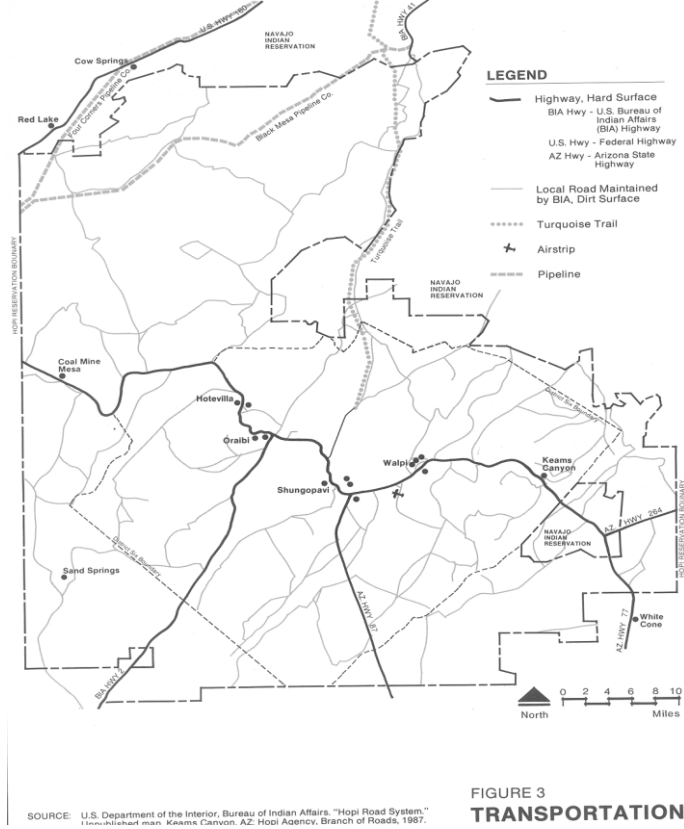 U.S. HWY 160
BIA HWY 41
NAVAJO
INDIAN
RESERVATION
Cow Springs
Four Corners Pipeline Co.
Red Lake
Black Mesa Pipeline Co.
Turquoise Trail
HOPI RESERVATION BOUNARY
NAVAJO
INDIAN
RESERVATION
Coal Mine
Mesa
Hotevilla
District Six Boundary
Oraibi
Walpi
Keams
Canyon
Shungopavi
AZ. HWY 264
NAVAJO
INDIAN
RESERVATION
HOPI RESERVATION BOUNARY
District Six Boundary
Sand Springs
AZ HWY 87
White
Cone
AZ HWY 77
BIA HWY 2
LEGEND
Highway, Hard Surface
BIA Hwy - U.S. Bureau of
Indian Affairs
(BIA) Highway
U.S. Hwy - Federal Highway
AZ Hwy - Arizona State
Highway
Local Road Maintained
by BIA, Dirt Surface
Turquoise Trail
Airstrip
Pipeline
North
0 2 4 6 8 10
Miles
FIGURE 3
TRANSPORTATION
SOURCE: U.S. Department of the Interior, Bureau of Indian Affairs. "Hopi Road System."
Unpublished map. Keams Canyon, AZ: Hopi Agency, Branch of Roads, 1987.